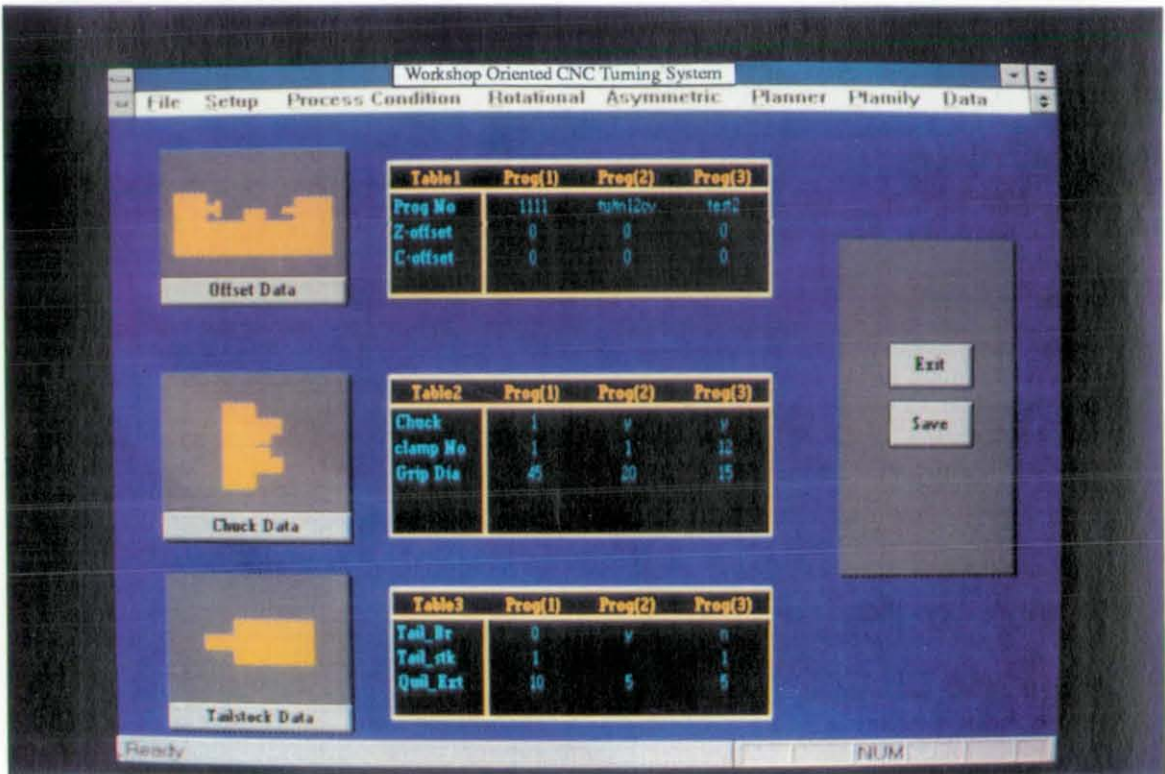 Workshop Oriented CNC Turning System
File Setup Process Condition Rotational Asymmetric Planner Plamily Data
Table1 Prog(1) Prog(2) Prog(3)
Prog No 1111 test2
Z-offset 0 0 0
C-offset 0 0 0
Offset Data
Exit
Save
Table2 Prog(1) Prog(2) Prog(3)
Chuck y y
clamp No 1 1 12
Grip Dia 45 20 15
Chuck Data
Table3 Prog(1) Prog(2) Prog(3)
Tail_Br 0 y n
Tail_stk 1 1
Quil_Ext 10 5 5
Tailstock Data
Ready NUM